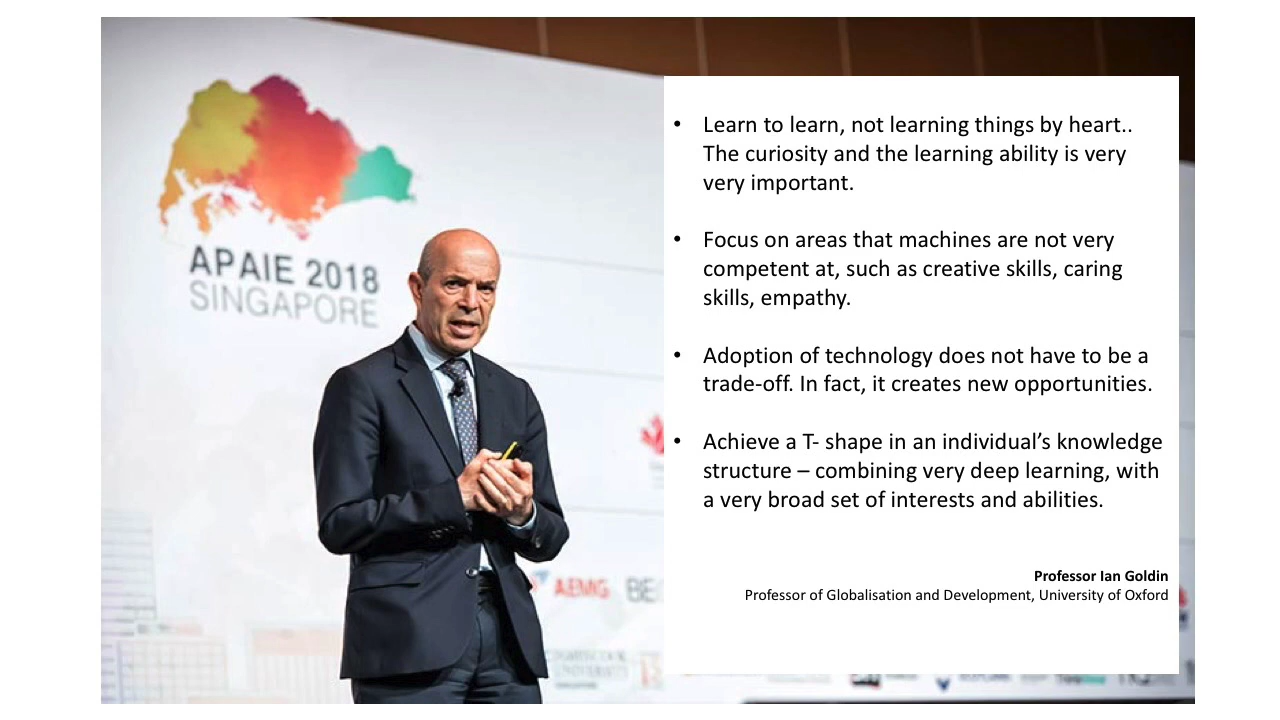 APAIE 2018
SINGAPORE
• Learn to learn, not learning things by heart..
The curiosity and the learning ability is very
very important.
• Focus on areas that machines are not very
competent at, such as creative skills, caring
skills, empathy.
• Adoption of technology does not have to be a
trade-off. In fact, it creates new opportunities.
• Achieve a T- shape in an individual’s knowledge
structure – combining very deep learning, with
a very broad set of interests and abilities.
Professor Ian Goldin
Professor of Globalisation and Development, University of Oxford
AEMG
BE
UNIVERSITY